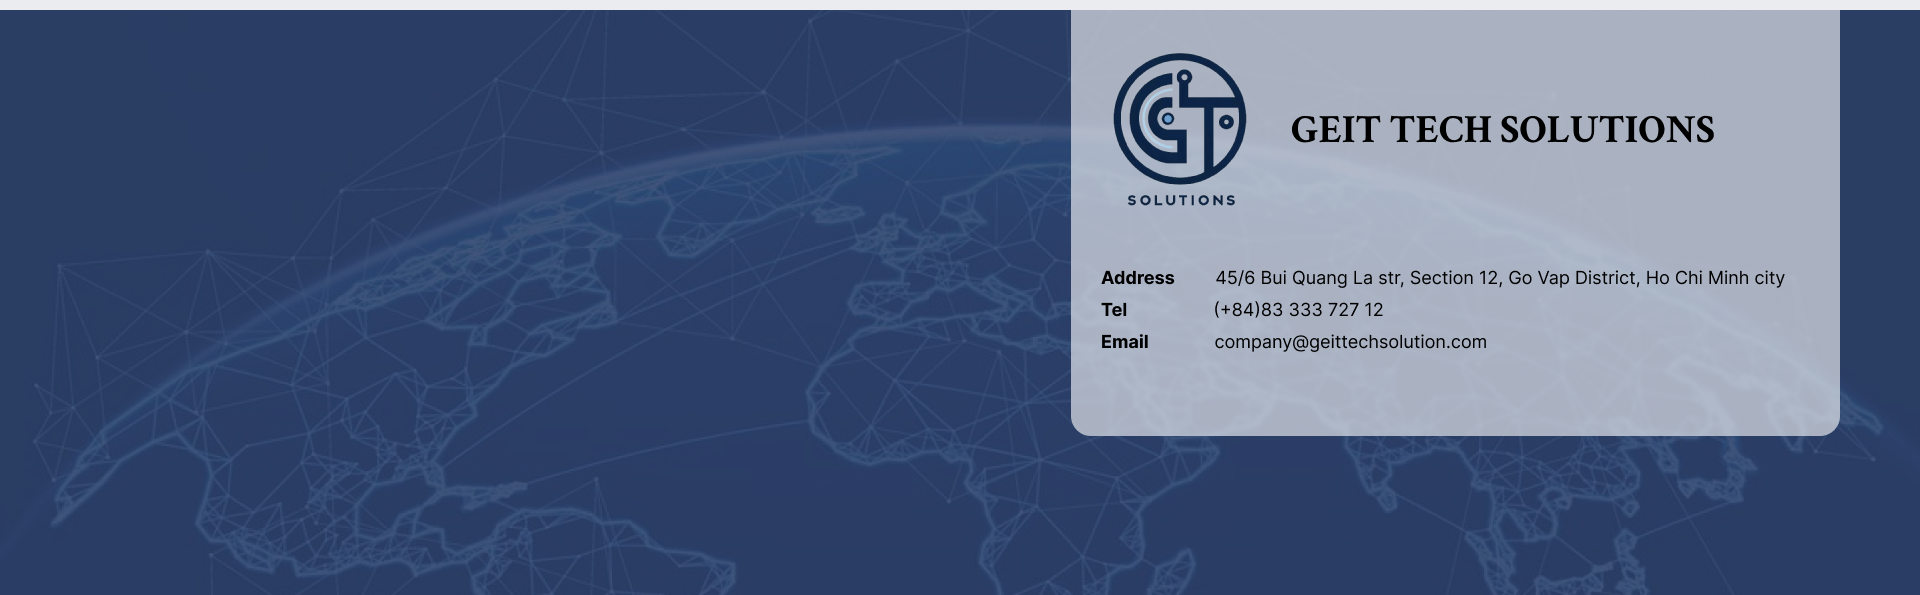 SOLUTIONS
GEIT TECH SOLUTIONS
Address 45/6 Bui Quang La str, Section 12, Go Vap District, Ho Chi Minh city
Tel (+84)83 333 727 12
Email company@geittechsolution.com